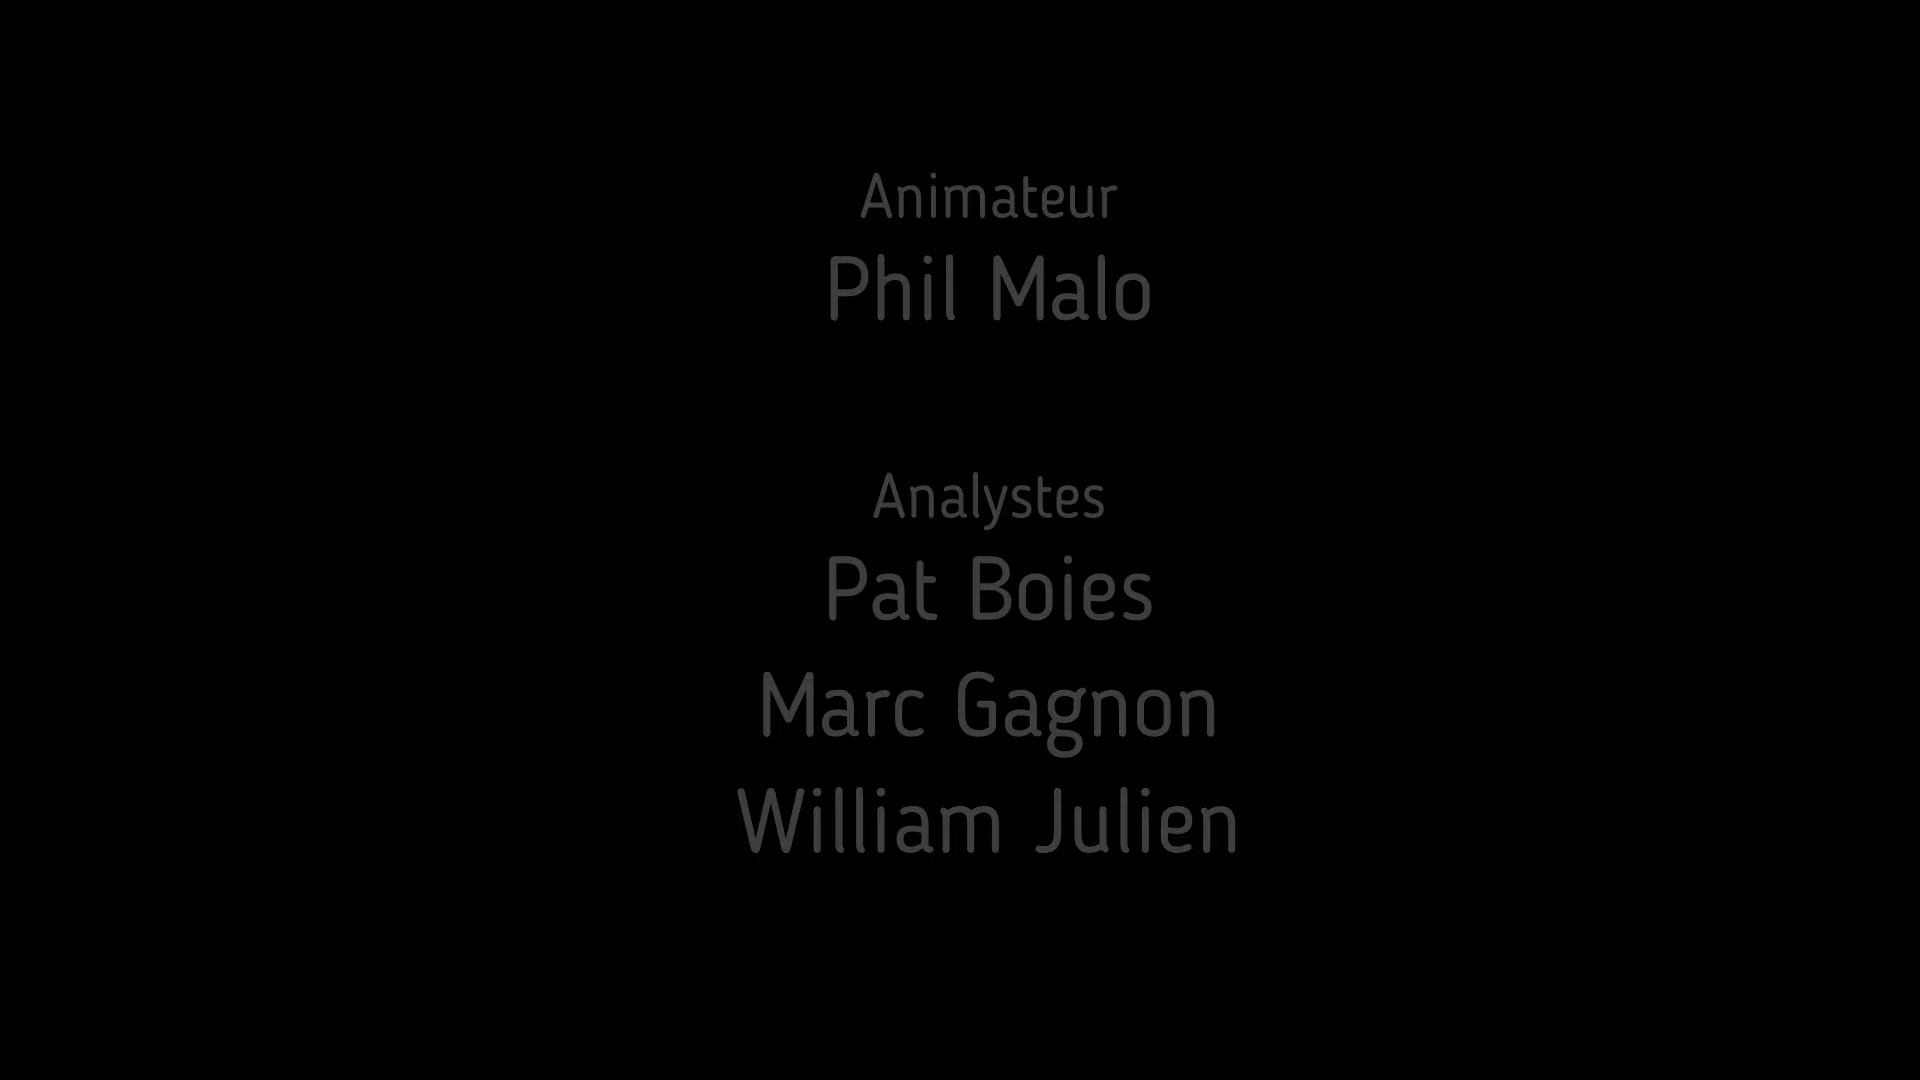 Animateur
Phil Malo
Analystes
Pat Boies
Marc Gagnon
William Julien